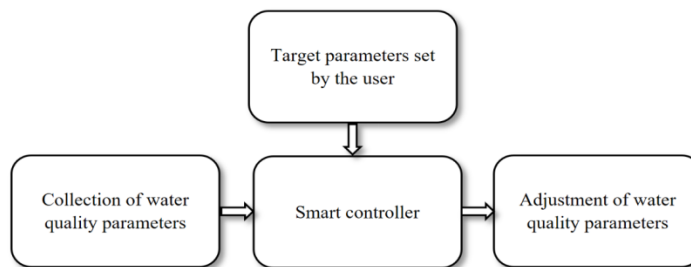 Target parameters set
by the user
Collection of water
quality parameters
Smart controller
Adjustment of water
quality parameters